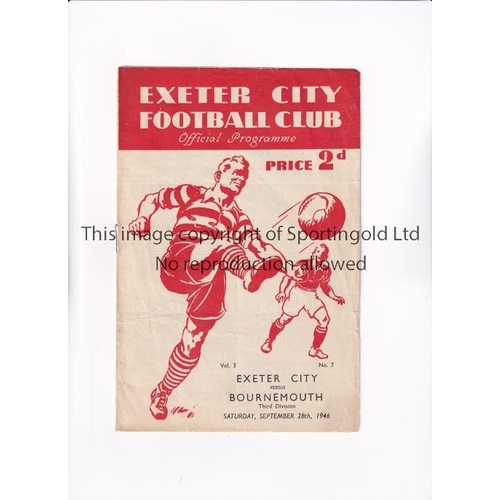 EXETER CITY
FOOTBALL CLUB
Official Programme
PRICE 2d
This image copyright of Sportingold Ltd
No reproduction allowed
Vol. 3 No. 7
EXETER CITY
VERSUS
BOURNEMOUTH
Third Division
SATURDAY, SEPTEMBER 28th, 1946